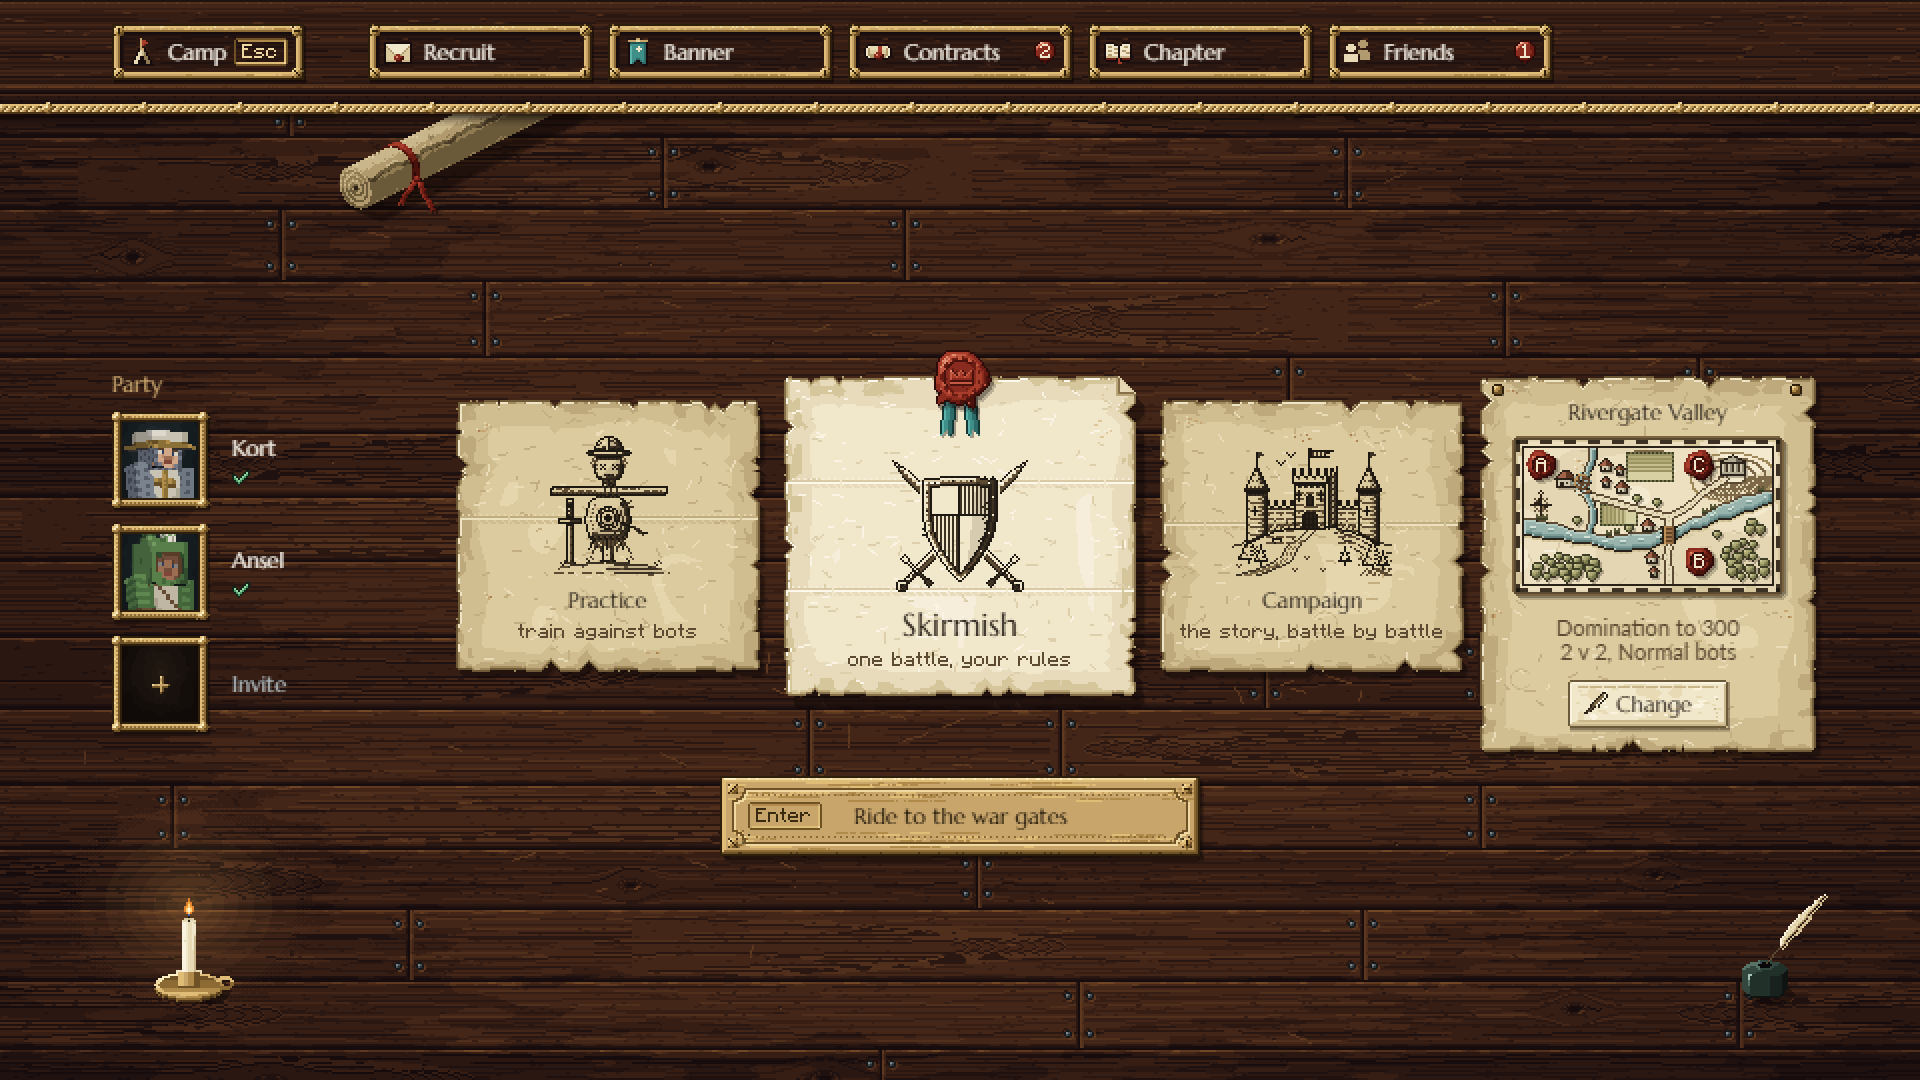 Camp Esc
Recruit
Banner
Contracts 2
Chapter
Friends 1
Party
Kort
Ansel
Invite
Practice
train against bots
Skirmish
one battle, your rules
Campaign
the story, battle by battle
Rivergate Valley
A
C
B
Domination to 300
2 v 2, Normal bots
Change
Enter Ride to the war gates